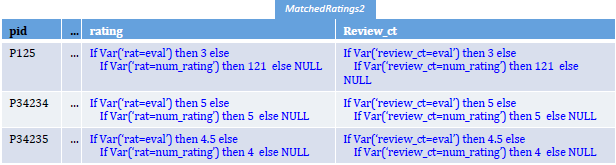 MatchedRatings2
pid ... rating Review_ct
P125 ... If Var(‘rat=eval’) then 3 else If Var(‘review_ct=eval’) then 3 else
If Var(‘rat=num_rating’) then 121 else NULL If Var(‘review_ct=num_rating’) then 121 else
NULL
P34234 ... If Var(‘rat=eval’) then 5 else If Var(‘review_ct=eval’) then 5 else
If Var(‘rat=num_rating’) then 5 else NULL If Var(‘review_ct=num_rating’) then 5 else NULL
P34235 ... If Var(‘rat=eval’) then 4.5 else If Var(‘review_ct=eval’) then 4.5 else
If Var(‘rat=num_rating’) then 4 else NULL If Var(‘review_ct=num_rating’) then 4 else NULL